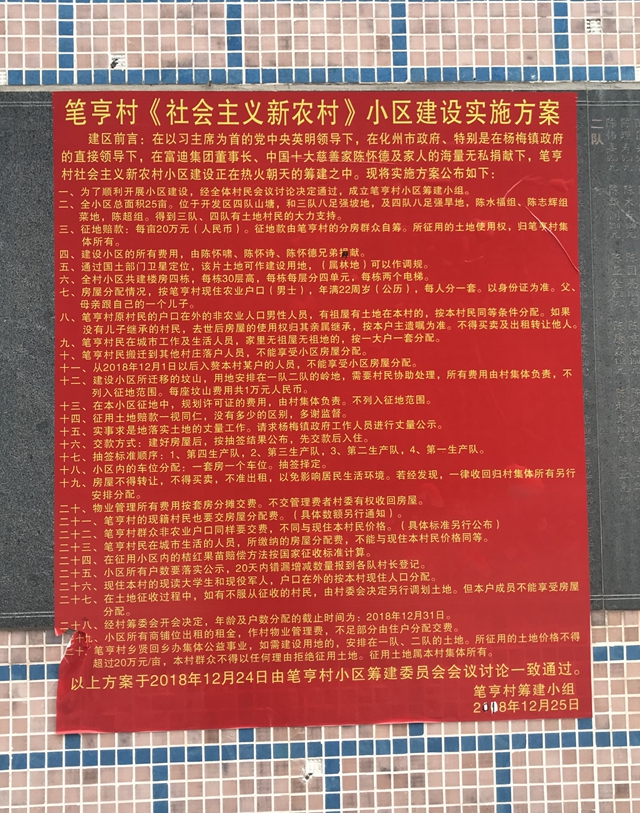 笔亨村《社会主义新农村》小区建设实施方案
建区前言：在以习主席为首的党中央英明领导下，在化州市政府、特别是在杨梅镇政府
的直接领导下，在富迪集团董事长、中国十大慈善家陈怀德及家人的海量无私捐献下，笔亨
村社会主义新农村小区建设正在热火朝天的筹建之中。现将实施方案公布如下：
一、为了顺利开展小区建设，经全体村民会议讨论决定通过，成立笔亨村小区筹建小组。
二、全小区总面积25亩。位于开发区四队山塘，和三队八足强坡地，及四队八足强旱地，陈水福组、陈志辉组
菜地，陈超组。得到三队、四队有土地村民的大力支持。
三、征地赔款：每亩20万元（人民币）。征地款由笔亨村的分房群众自筹。所征用的土地使用权，归笔亨村集
体所有。
四、建设小区的所有费用，由陈怀啸、陈怀诗、陈怀德兄弟捐献。
五、通过国土部门卫星定位，该片土地可作建设用地，（属林地）可以作调规。
六、全村小区共建楼房四栋，每栋30层高，每栋每层分四单元，每栋两个电梯。
七、房屋分配情况，按笔亨村现住农业户口（男士），年满22周岁（公历），每人分一套。以身份证为准。父、
母亲跟自己的一个儿子。
八、笔亨村原村民的户口在外的非农业人口男性人员，有祖屋有土地在本村的，按本村民同等条件分配。如果
没有儿子继承的村民，去世后房屋的使用权归其亲属继承，按本户主遗嘱为准。不得买卖及出租转让他人。
九、笔亨村民在城市工作及生活人员，家里无祖屋无祖地的，按一大户一套分配。
十、笔亨村民搬迁到其他村庄落户人员，不能享受小区房屋分配。
十一、从2018年12月1日以后入赘本村某户的人员，不能享受小区房屋分配。
十二、建设小区所迁移的坟山，用地安排在一队二队的岭地，需要村民协助处理，所有费用由村集体负责，不
列入征地范围。每座坟山费用共1万元人民币。
十三、在本小区征地中，规划许可证的费用，由村集体负责。不列入征地范围。
十四、征用土地赔款一视同仁，没有多少的区别，多谢监督。
十五、实事求是地落实土地的丈量工作。请求杨梅镇政府工作人员进行丈量公示。
十六、交款方式：建好房屋后，按抽签结果公布，先交款后入住。
十七、抽签标准顺序：1、第四生产队，2、第三生产队，3、第二生产队，4、第一生产队。
十八、小区内的车位分配：一套房一个车位。抽签择定。
十九、房屋不得转让，不得买卖，不准出租，以免影响居民生活环境。若经发现，一律收回归村集体所有另行
安排分配。
二十、物业管理所有费用按套房分摊交费。不交管理费者村委有权收回房屋。
二十一、笔亨村的现籍村民也要交房屋分配费。（具体数额另行通知）。
二十二、笔亨村群众非农业户口同样要交费，不同与现住本村民价格。（具体标准另行公布）
二十三、笔亨村民在城市生活的人员，所缴纳的房屋分配费，不能与现住本村民价格同等。
二十四、在征用小区内的桔红果苗赔偿方法按国家征收标准计算。
二十五、小区所有户数要落实公示，20天内错漏增减数量报到各队村长登记。
二十六、现住本村的现读大学生和现役军人，户口在外的按本村现住人口分配。
二十七、在土地征收过程中，如有不服从征收的村民，由村委会决定另行调划土地。但本户成员不能享受房屋
分配。
二十八、经村筹委会开会决定，年龄及户数分配的截止时间为：2018年12月31日。
九、小区所有商铺位出租的租金，作村物业管理费，不足部分由住户分配交费。
笔亨村乡贤回乡办集体公益事业，如需建设用地的，安排在一队、二队的土地。所征用的土地价格不得
超过20万元/亩，本村群众不得以任何理由拒绝征用土地。征用土地属本村集体所有。
以上方案于2018年12月24日由笔亨村小区筹建委员会会议讨论一致通过。
笔亨村筹建小组
2018年12月25日
二队